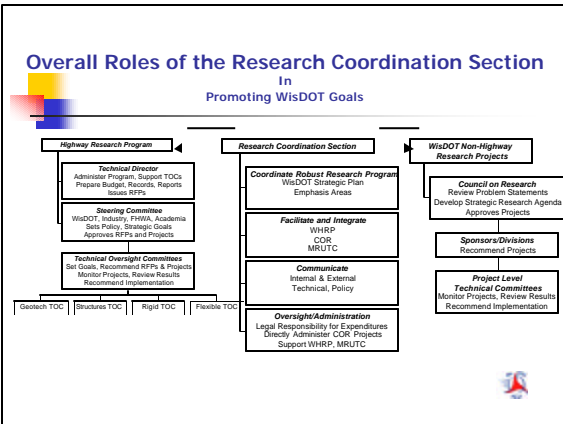 Overall Roles of the Research Coordination Section
In
Promoting WisDOT Goals
Highway Research Program
Technical Director
Administer Program, Support TOCs
Prepare Budget, Records, Reports
Issues RFPs
Steering Committee
WisDOT, Industry, FHWA, Academia
Sets Policy, Strategic Goals
Approves RFPs and Projects
Technical Oversight Committees
Set Goals, Recommend RFPs & Projects
Monitor Projects, Review Results
Recommend Implementation
Geotech TOC
Structures TOC
Rigid TOC
Flexible TOC
Research Coordination Section
Coordinate Robust Research Program
WisDOT Strategic Plan
Emphasis Areas
Facilitate and Integrate
WHRP
COR
MRUTC
Communicate
Internal & External
Technical, Policy
Oversight/Administration
Legal Responsibility for Expenditures
Directly Administer COR Projects
Support WHRP, MRUTC
WisDOT Non-Highway
Research Projects
Council on Research
Review Problem Statements
Develop Strategic Research Agenda
Approves Projects
Sponsors/Divisions
Recommend Projects
Project Level
Technical Committees
Monitor Projects, Review Results
Recommend Implementation